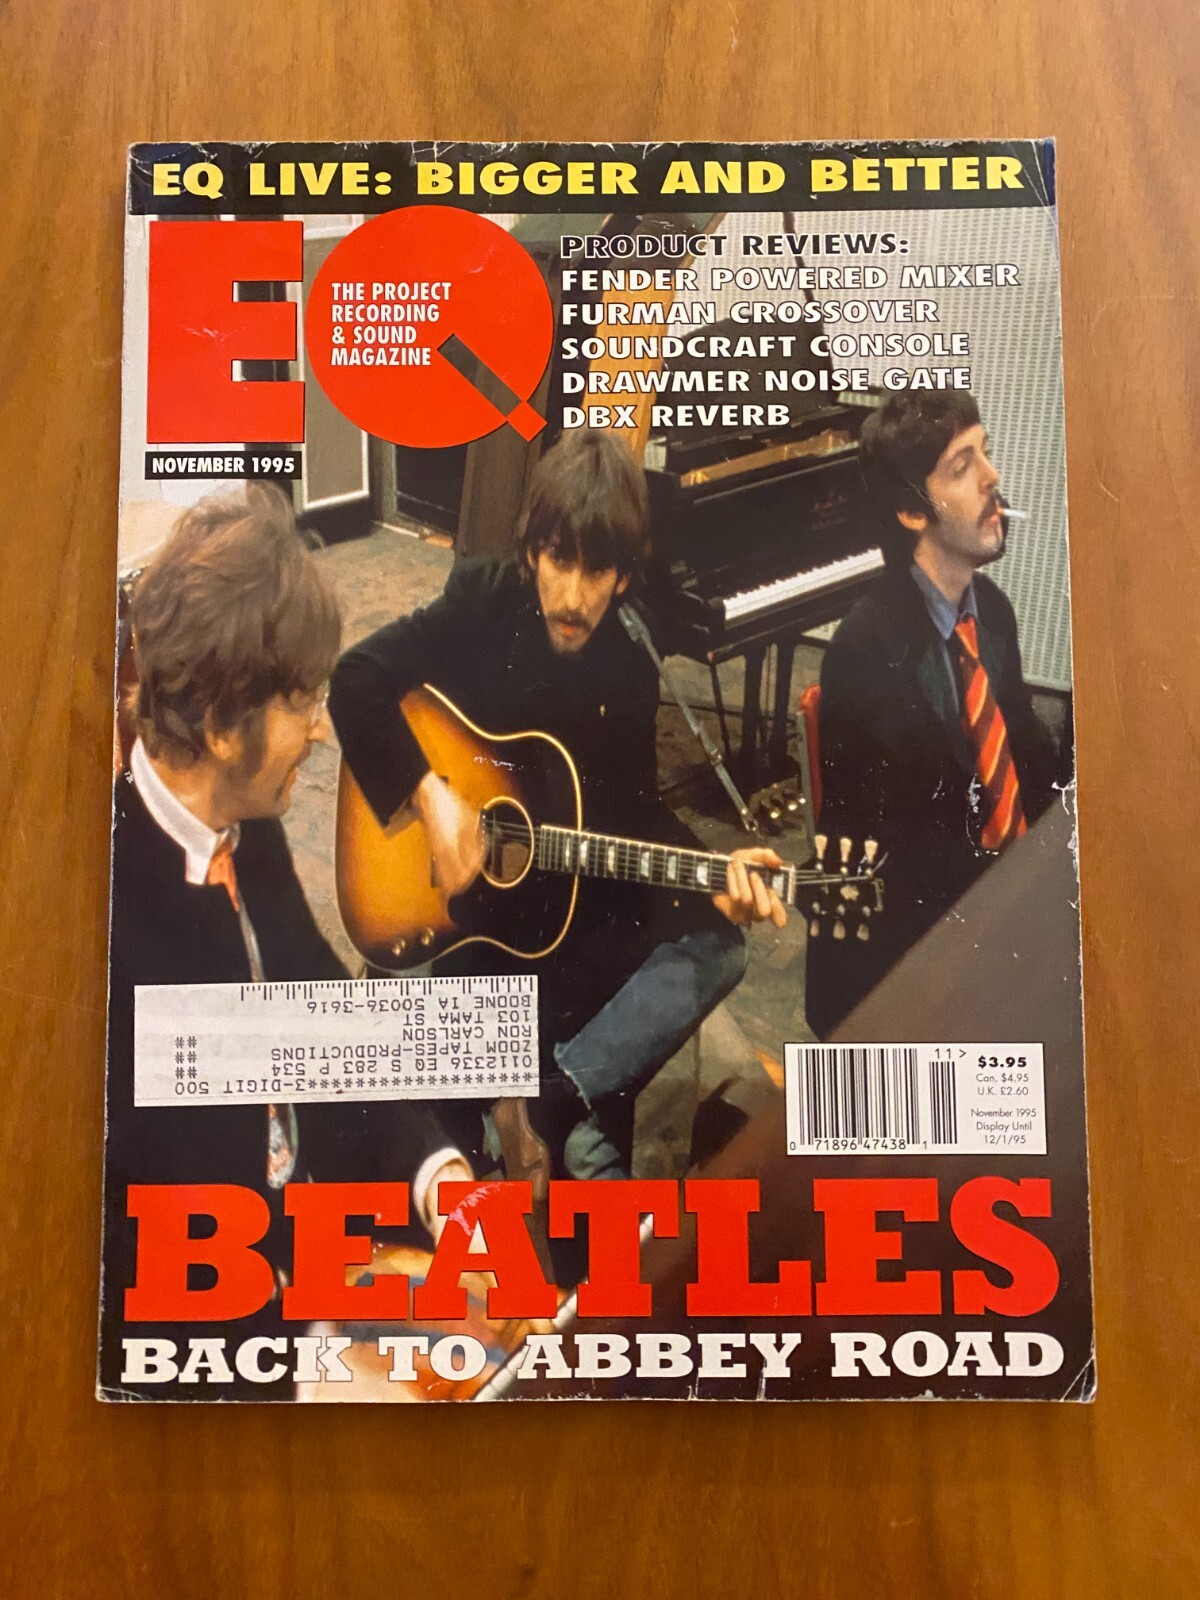 EQ LIVE: BIGGER AND BETTER
EQ
THE PROJECT
RECORDING
& SOUND
MAGAZINE
NOVEMBER 1995
PRODUCT REVIEWS:
FENDER POWERED MIXER
FURMAN CROSSOVER
SOUNDCRAFT CONSOLE
DRAWMER NOISE GATE
DBX REVERB
***********************3-DIGIT 500
0112336 EQ S 283 P 534 ##
ZOOM TAPES-PRODUCTIONS ##
RON CARLSON ##
103 TAMA ST
BOONE IA 50036-3616
11>
$3.95
Can. $4.95
U.K. £2.60
November 1995
Display Until
12/1/95
0 71896 47438 1
BEATLES
BACK TO ABBEY ROAD